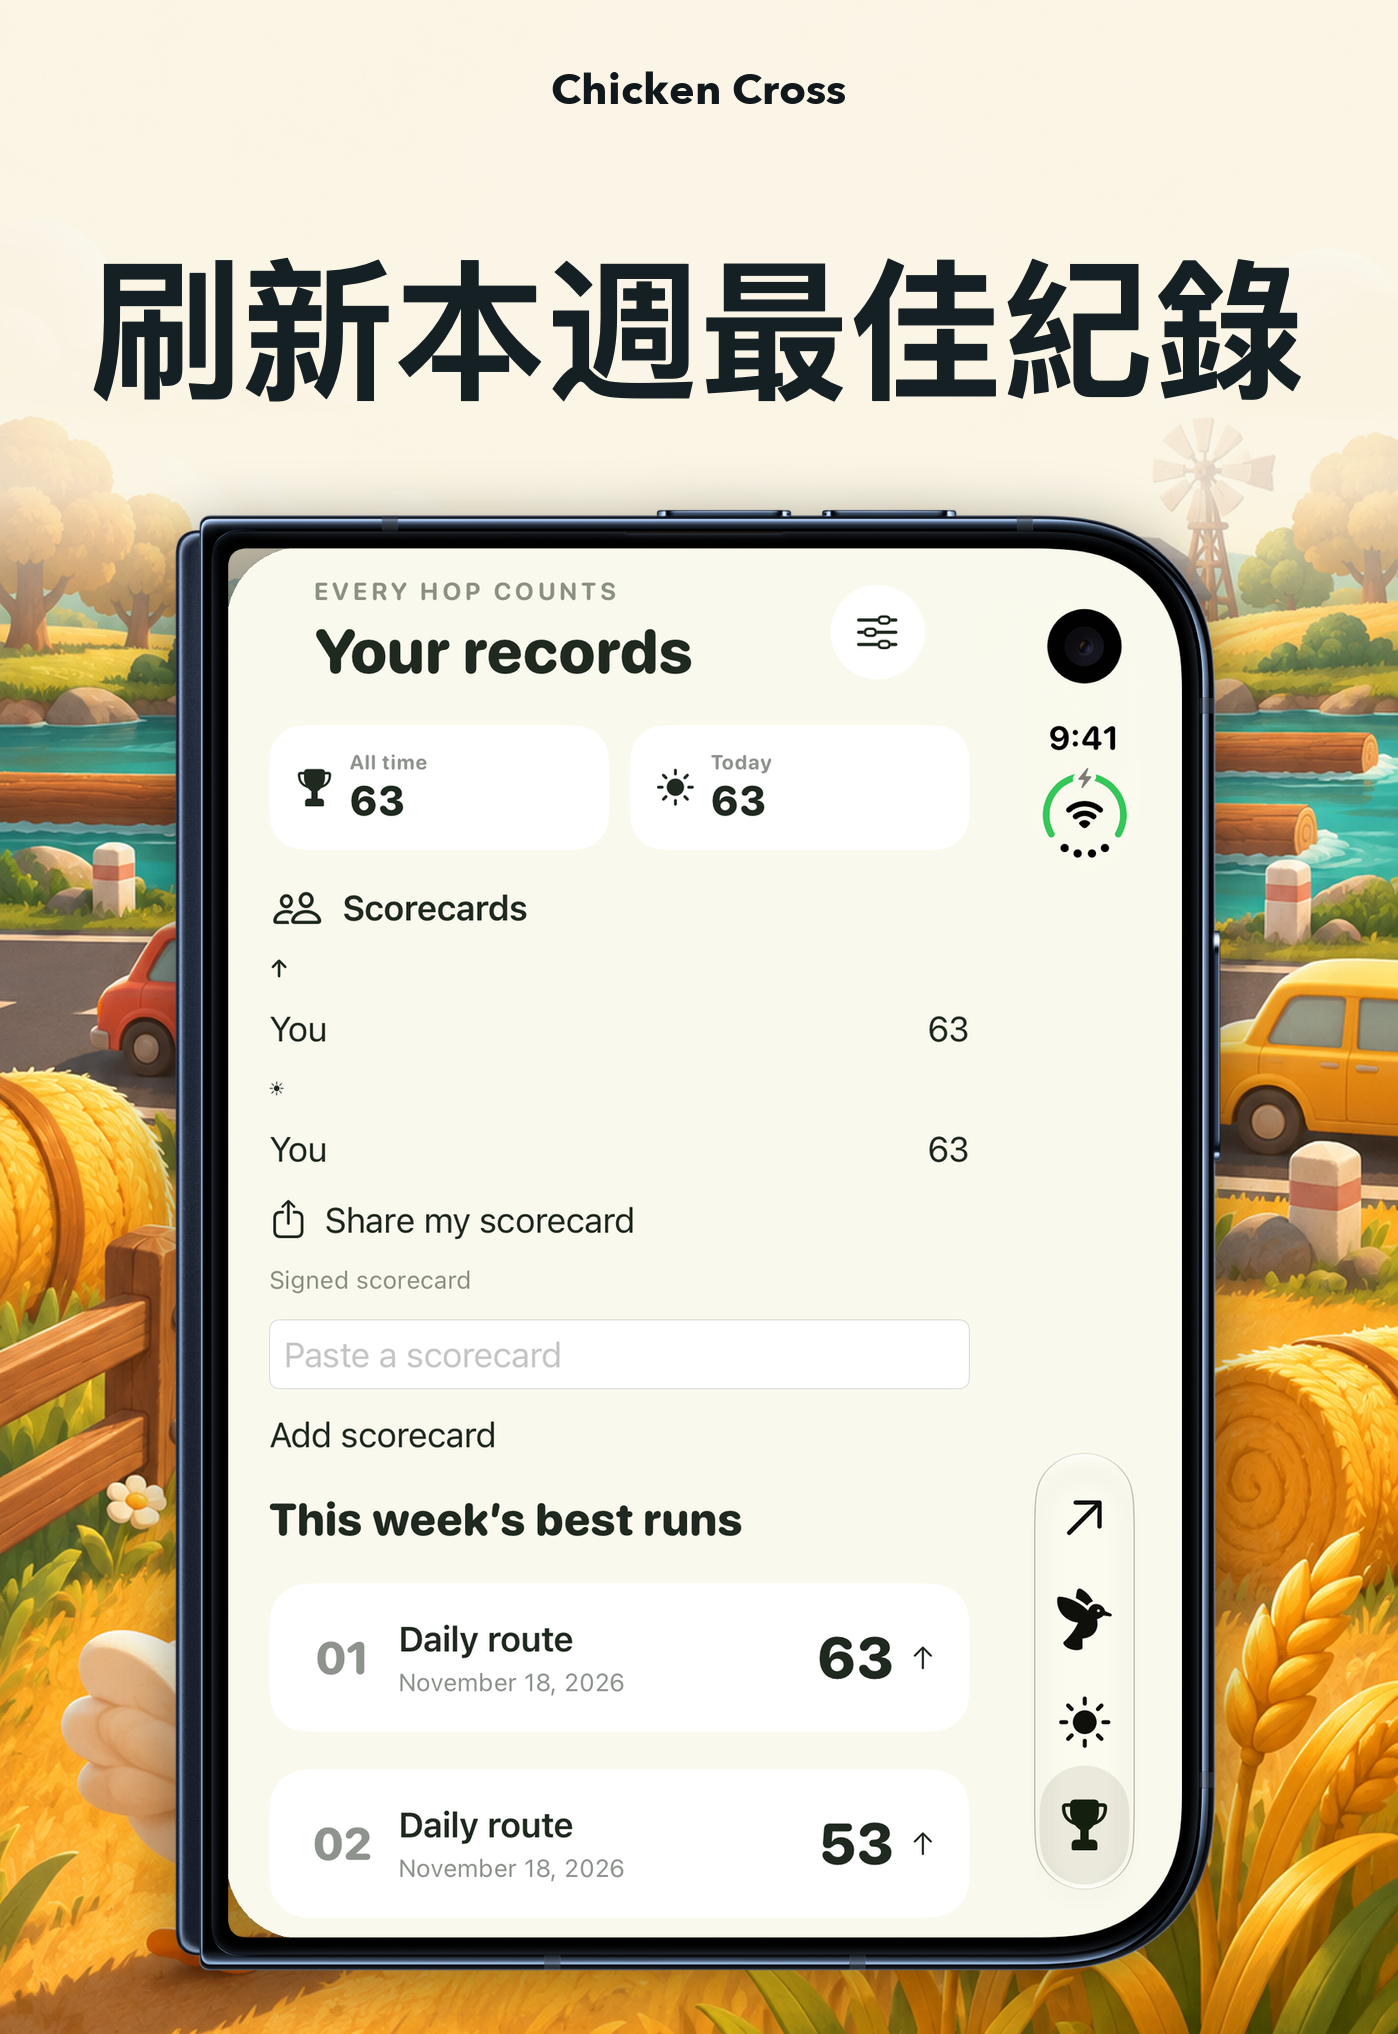 Chicken Cross
刷新本週最佳紀錄
EVERY HOP COUNTS
Your records
9:41
All time
63
Today
63
Scorecards
You 63
You 63
Share my scorecard
Signed scorecard
Paste a scorecard
Add scorecard
This week's best runs
01 Daily route 63
November 18, 2026
02 Daily route 53
November 18, 2026